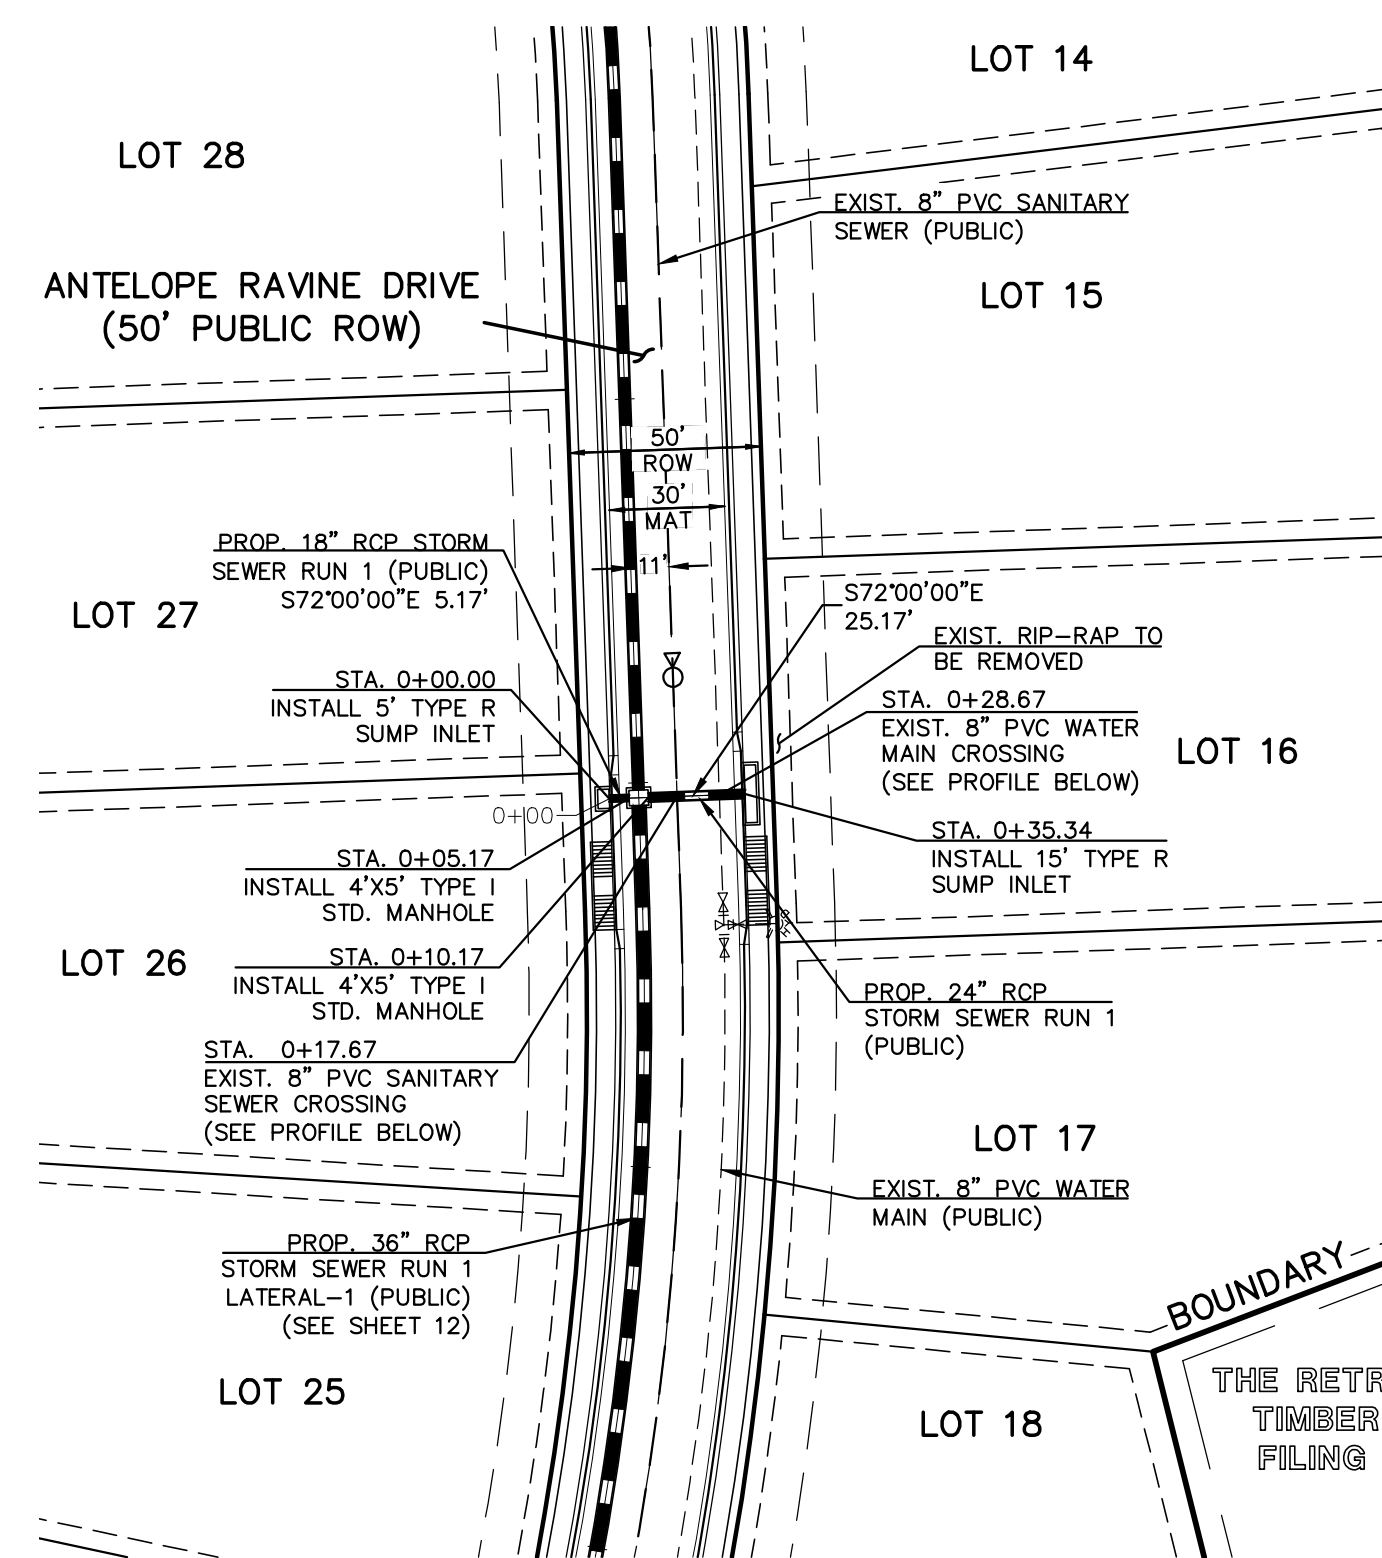 LOT 14
LOT 28
EXIST. 8" PVC SANITARY
SEWER (PUBLIC)
ANTELOPE RAVINE DRIVE
(50' PUBLIC ROW)
LOT 15
50'
ROW
30'
MAT
11'
PROP. 18" RCP STORM
SEWER RUN 1 (PUBLIC)
S72°00'00"E 5.17'
LOT 27
S72°00'00"E
25.17'
EXIST. RIP-RAP TO
BE REMOVED
STA. 0+00.00
INSTALL 5' TYPE R
SUMP INLET
STA. 0+28.67
EXIST. 8" PVC WATER
MAIN CROSSING
(SEE PROFILE BELOW)
LOT 16
0+00
STA. 0+35.34
INSTALL 15' TYPE R
SUMP INLET
STA. 0+05.17
INSTALL 4'X5' TYPE I
STD. MANHOLE
LOT 26
STA. 0+10.17
INSTALL 4'X5' TYPE I
STD. MANHOLE
PROP. 24" RCP
STORM SEWER RUN 1
(PUBLIC)
STA. 0+17.67
EXIST. 8" PVC SANITARY
SEWER CROSSING
(SEE PROFILE BELOW)
LOT 17
EXIST. 8" PVC WATER
MAIN (PUBLIC)
PROP. 36" RCP
STORM SEWER RUN 1
LATERAL-1 (PUBLIC)
(SEE SHEET 12)
BOUNDARY
LOT 25
LOT 18
THE RETR
TIMBER
FILING